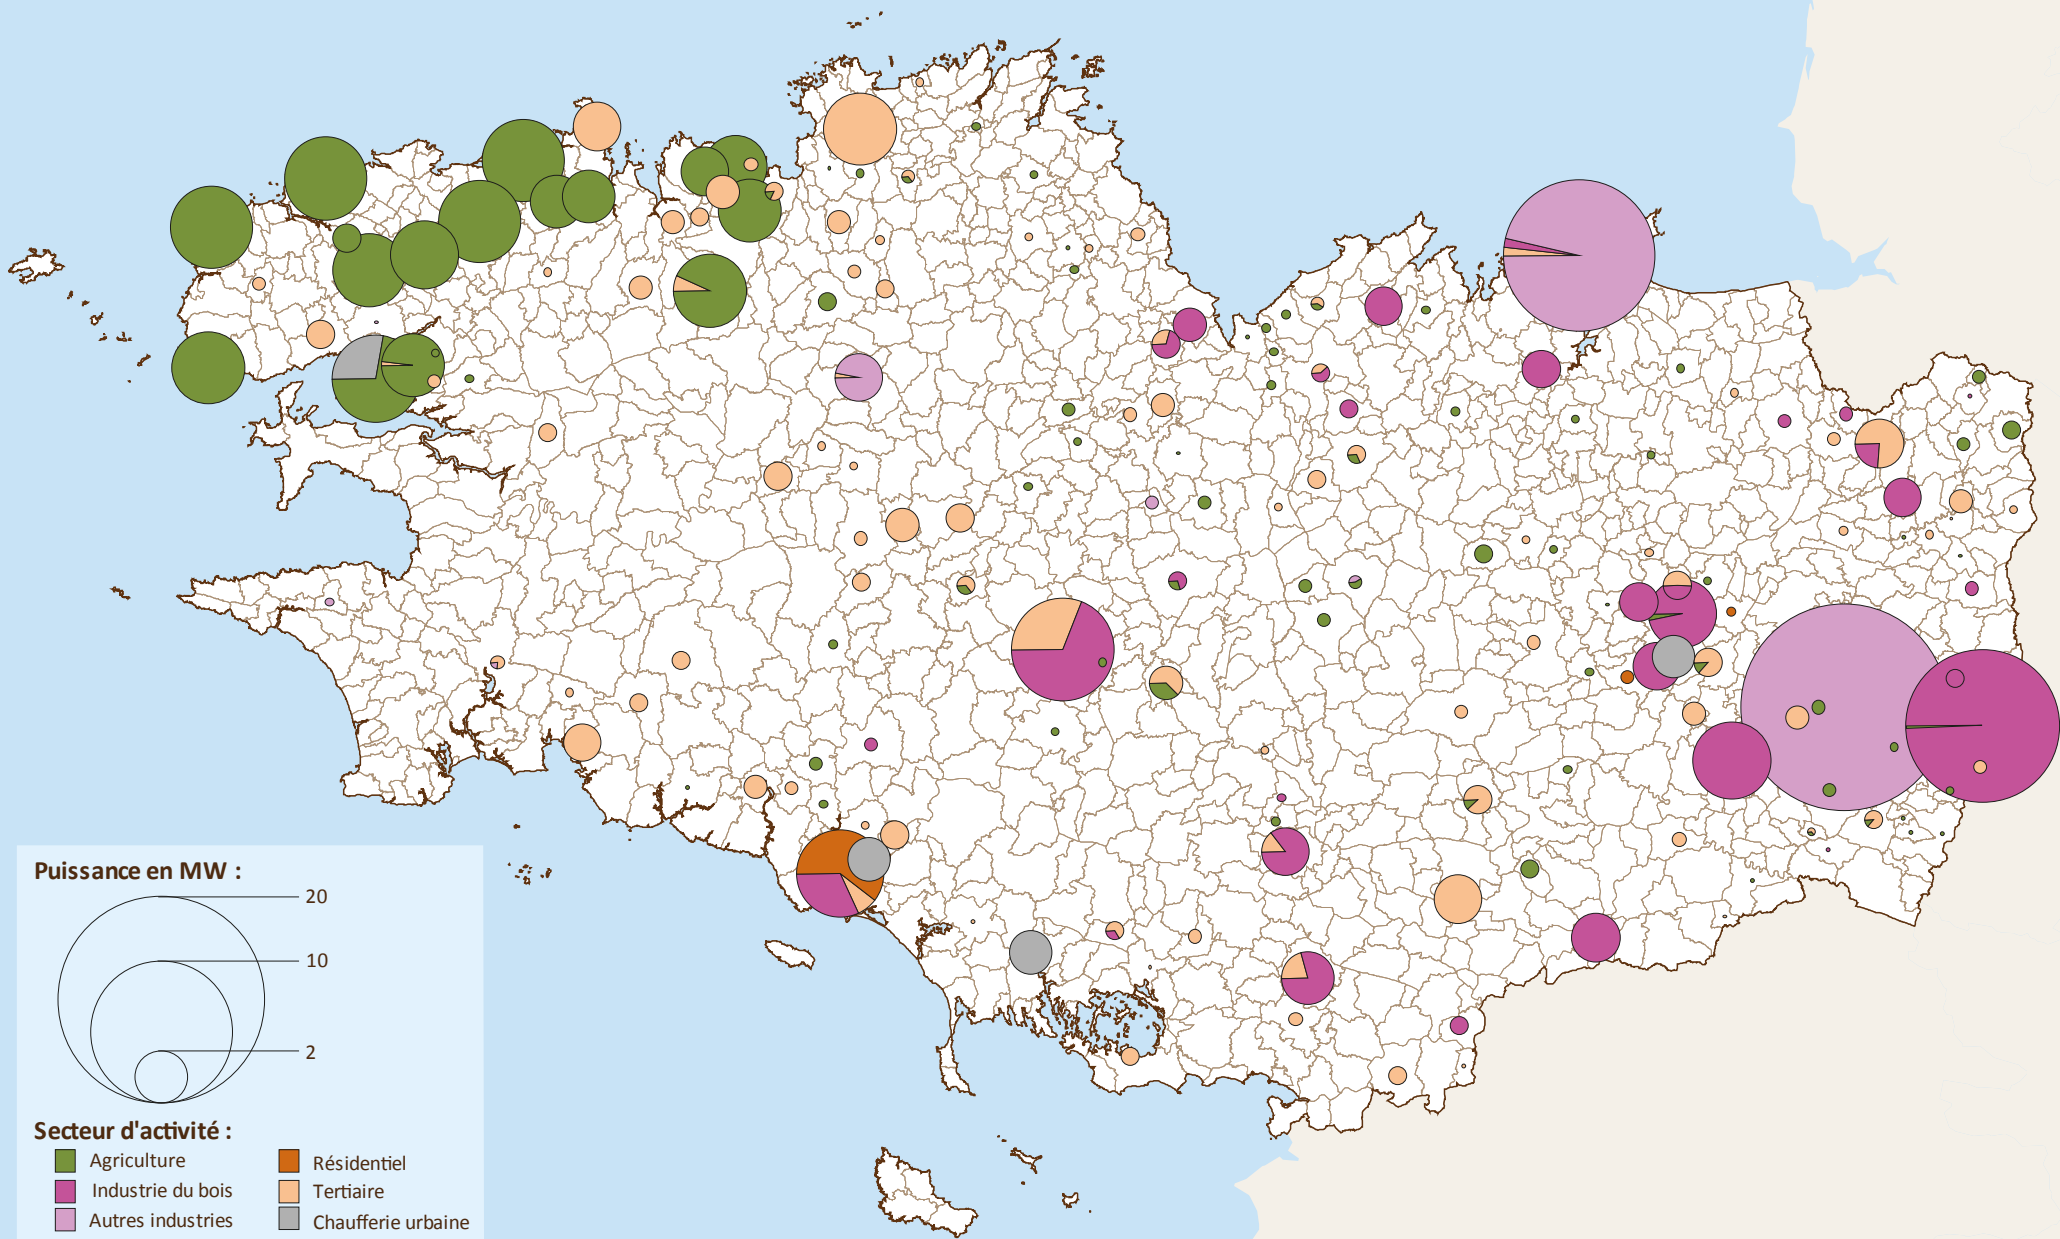 Puissance en MW :
20
10
2
Secteur d'activité :
Agriculture
Résidentiel
Industrie du bois
Tertiaire
Autres industries
Chaufferie urbaine